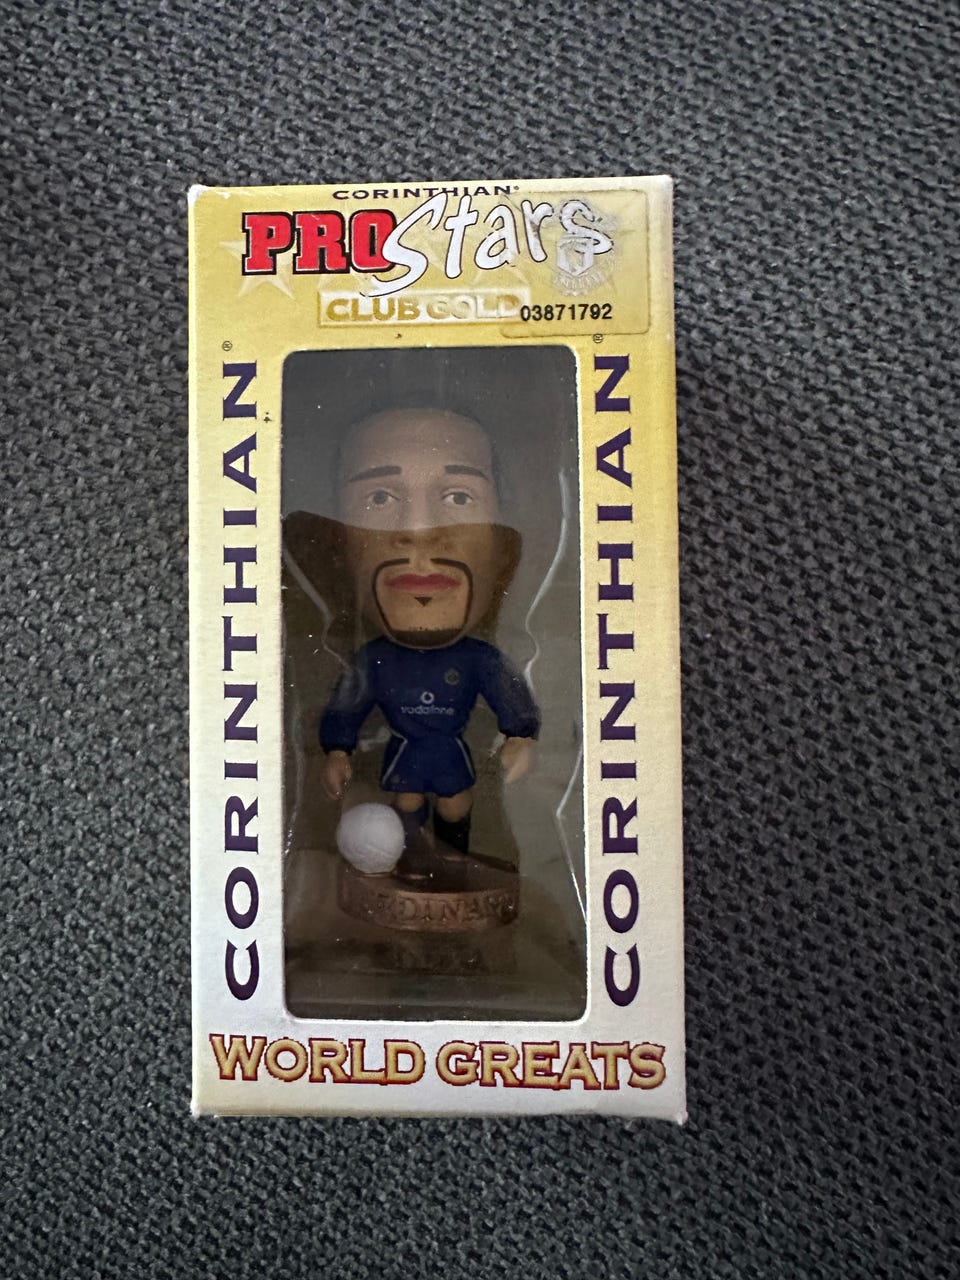 CORINTHIAN®
PRO Stars
CLUB GOLD
03871792
CORINTHIAN®
CORINTHIAN®
vodafone
WORLD GREATS